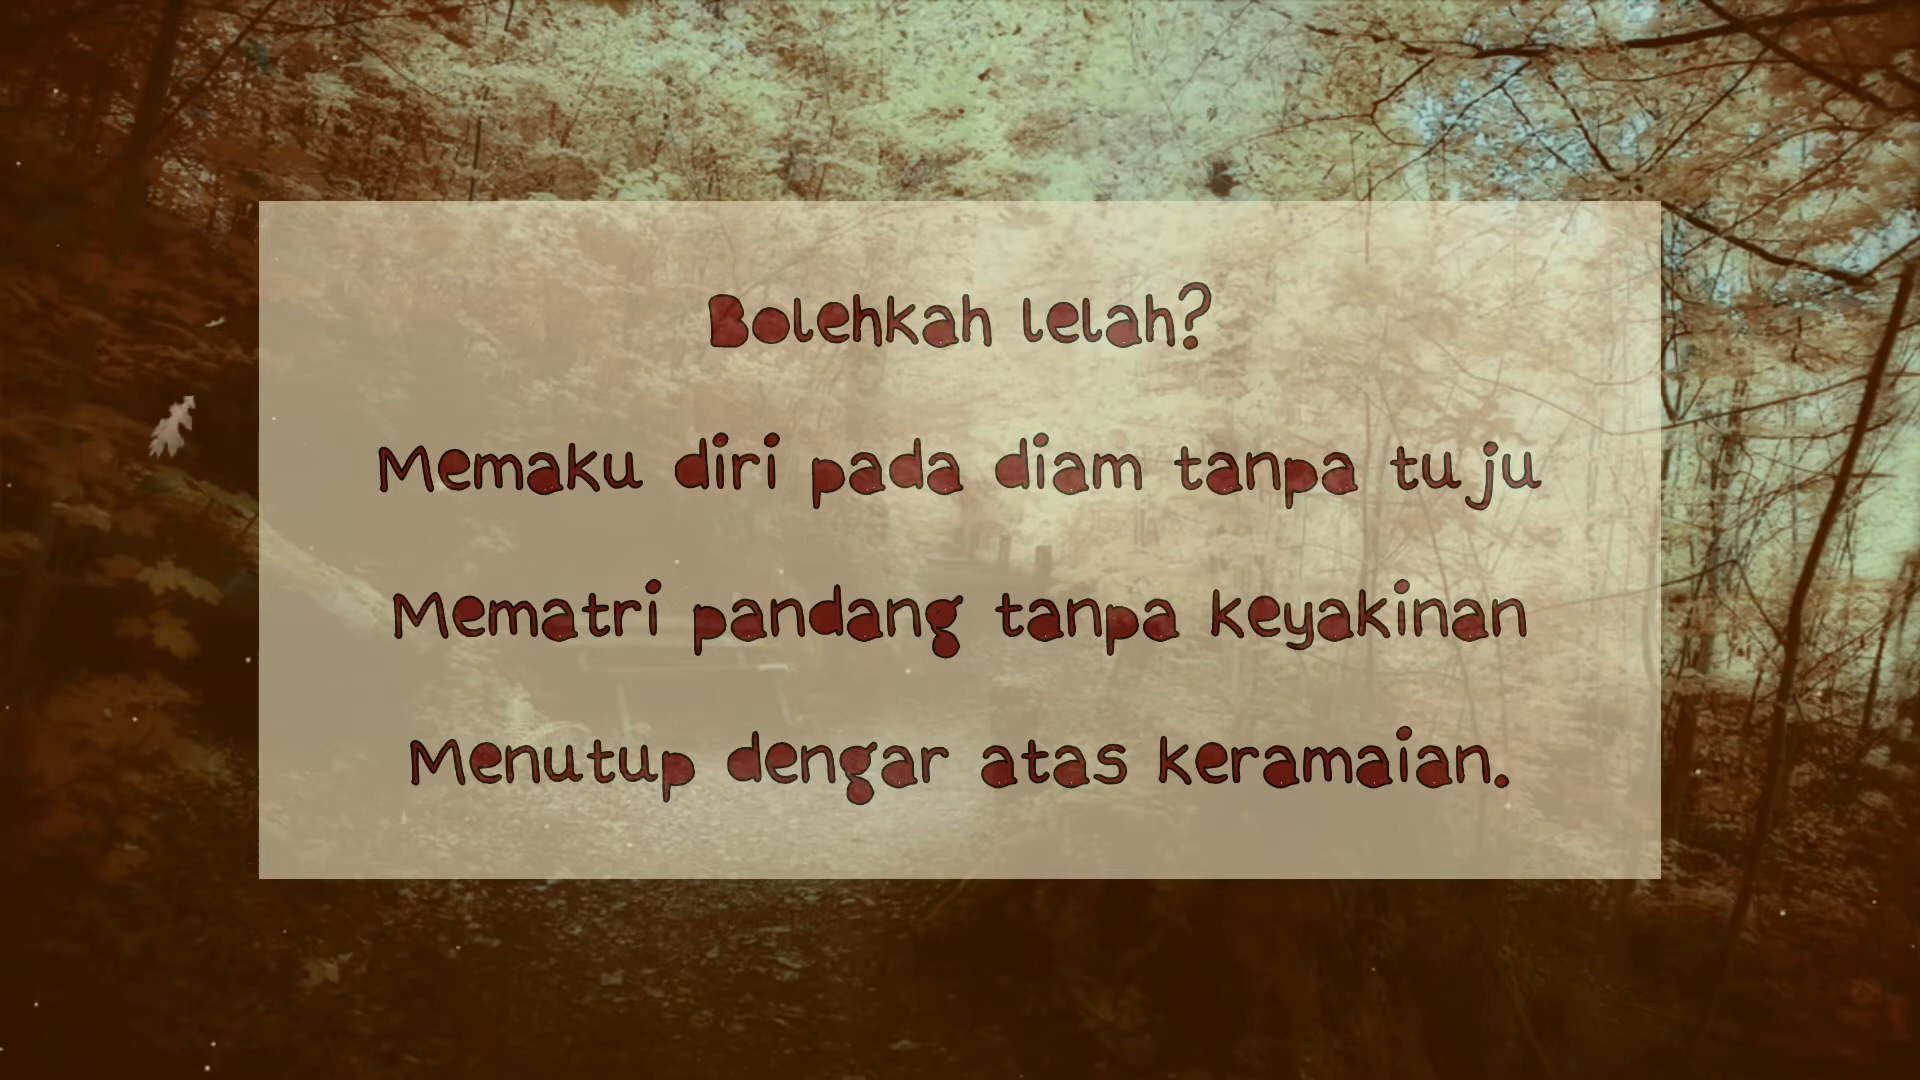 Bolehkah lelah?
Memaku diri pada diam tanpa tuju
Mematri pandang tanpa keyakinan
Menutup dengar atas keramaian.